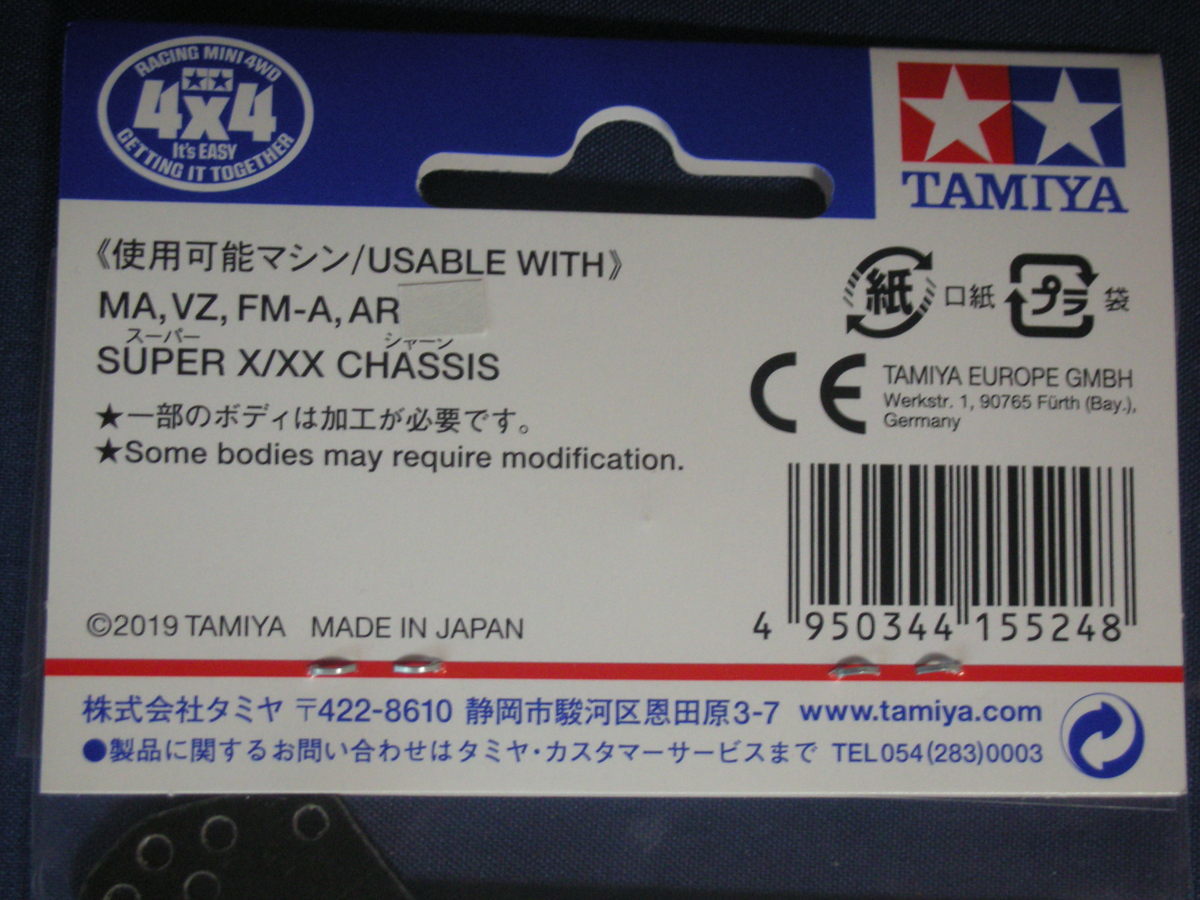 RACING MINI 4WD
4x4
It's EASY
GETTING IT TOGETHER
TAMIYA
《使用可能マシン/USABLE WITH》
MA, VZ, FM-A, AR
スーパー シャーシ
SUPER X/XX CHASSIS
★一部のボディは加工が必要です。
★Some bodies may require modification.
紙 口紙 プラ 袋
CE TAMIYA EUROPE GMBH
Werkstr. 1, 90765 Fürth (Bay.),
Germany
4 950344 155248
©2019 TAMIYA MADE IN JAPAN
株式会社タミヤ 〒422-8610 静岡市駿河区恩田原3-7 www.tamiya.com
●製品に関するお問い合わせはタミヤ・カスタマーサービスまで TEL054(283)0003